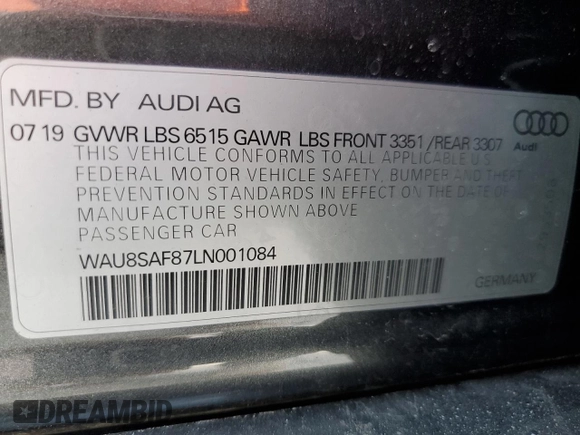 MFD. BY AUDI AG
07 19 GVWR LBS 6515 GAWR LBS FRONT 3351 /REAR 3307
Audi
THIS VEHICLE CONFORMS TO ALL APPLICABLE U.S.
FEDERAL MOTOR VEHICLE SAFETY, BUMPER AND THEFT
PREVENTION STANDARDS IN EFFECT ON THE DATE OF
MANUFACTURE SHOWN ABOVE
PASSENGER CAR
WAU8SAF87LN001084
GERMANY
DREAMBID